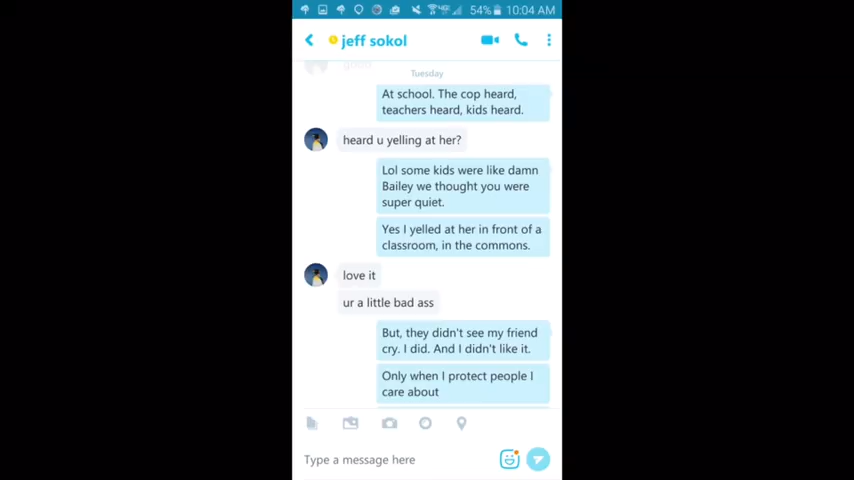 54% 10:04 AM
jeff sokol
Tuesday
At school. The cop heard,
teachers heard, kids heard.
heard u yelling at her?
Lol some kids were like damn
Bailey we thought you were
super quiet.
Yes I yelled at her in front of a
classroom, in the commons.
love it
ur a little bad ass
But, they didn't see my friend
cry. I did. And I didn't like it.
Only when I protect people I
care about
Type a message here